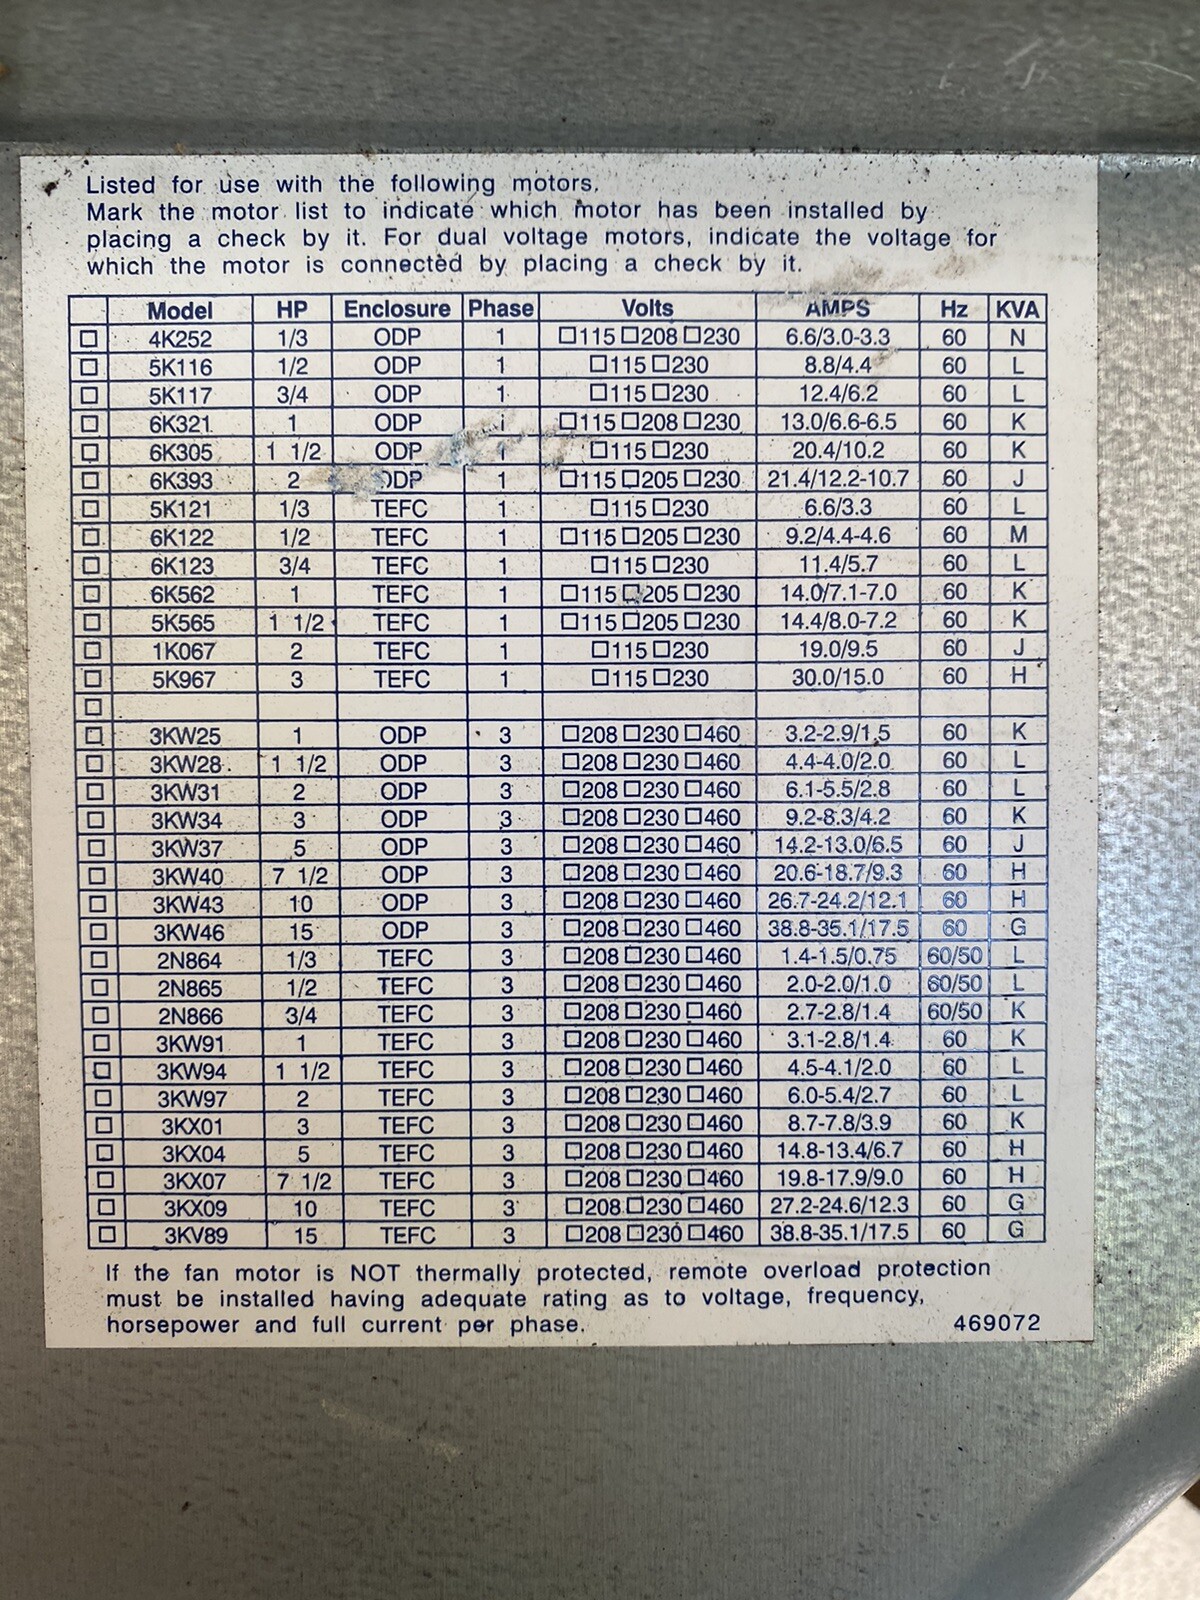 Listed for use with the following motors.
Mark the motor list to indicate which motor has been installed by
placing a check by it. For dual voltage motors, indicate the voltage for
which the motor is connected by placing a check by it.
Model HP Enclosure Phase Volts AMPS Hz KVA
☐ 4K252 1/3 ODP 1 ☐115 ☐208 ☐230 6.6/3.0-3.3 60 N
☐ 5K116 1/2 ODP 1 ☐115 ☐230 8.8/4.4 60 L
☐ 5K117 3/4 ODP 1 ☐115 ☐230 12.4/6.2 60 L
☐ 6K321 1 ODP 1 ☐115 ☐208 ☐230 13.0/6.6-6.5 60 K
☐ 6K305 1 1/2 ODP 1 ☐115 ☐230 20.4/10.2 60 K
☐ 6K393 2 ODP 1 ☐115 ☐205 ☐230 21.4/12.2-10.7 60 J
☐ 5K121 1/3 TEFC 1 ☐115 ☐230 6.6/3.3 60 L
☐ 6K122 1/2 TEFC 1 ☐115 ☐205 ☐230 9.2/4.4-4.6 60 M
☐ 6K123 3/4 TEFC 1 ☐115 ☐230 11.4/5.7 60 L
☐ 6K562 1 TEFC 1 ☐115 ☐205 ☐230 14.0/7.1-7.0 60 K
☐ 5K565 1 1/2 TEFC 1 ☐115 ☐205 ☐230 14.4/8.0-7.2 60 K
☐ 1K067 2 TEFC 1 ☐115 ☐230 19.0/9.5 60 J
☐ 5K967 3 TEFC 1 ☐115 ☐230 30.0/15.0 60 H
☐
☐ 3KW25 1 ODP 3 ☐208 ☐230 ☐460 3.2-2.9/1.5 60 K
☐ 3KW28 1 1/2 ODP 3 ☐208 ☐230 ☐460 4.4-4.0/2.0 60 L
☐ 3KW31 2 ODP 3 ☐208 ☐230 ☐460 6.1-5.5/2.8 60 L
☐ 3KW34 3 ODP 3 ☐208 ☐230 ☐460 9.2-8.3/4.2 60 K
☐ 3KW37 5 ODP 3 ☐208 ☐230 ☐460 14.2-13.0/6.5 60 J
☐ 3KW40 7 1/2 ODP 3 ☐208 ☐230 ☐460 20.6-18.7/9.3 60 H
☐ 3KW43 10 ODP 3 ☐208 ☐230 ☐460 26.7-24.2/12.1 60 H
☐ 3KW46 15 ODP 3 ☐208 ☐230 ☐460 38.8-35.1/17.5 60 G
☐ 2N864 1/3 TEFC 3 ☐208 ☐230 ☐460 1.4-1.5/0.75 60/50 L
☐ 2N865 1/2 TEFC 3 ☐208 ☐230 ☐460 2.0-2.0/1.0 60/50 L
☐ 2N866 3/4 TEFC 3 ☐208 ☐230 ☐460 2.7-2.8/1.4 60/50 K
☐ 3KW91 1 TEFC 3 ☐208 ☐230 ☐460 3.1-2.8/1.4 60 K
☐ 3KW94 1 1/2 TEFC 3 ☐208 ☐230 ☐460 4.5-4.1/2.0 60 L
☐ 3KW97 2 TEFC 3 ☐208 ☐230 ☐460 6.0-5.4/2.7 60 L
☐ 3KX01 3 TEFC 3 ☐208 ☐230 ☐460 8.7-7.8/3.9 60 K
☐ 3KX04 5 TEFC 3 ☐208 ☐230 ☐460 14.8-13.4/6.7 60 H
☐ 3KX07 7 1/2 TEFC 3 ☐208 ☐230 ☐460 19.8-17.9/9.0 60 H
☐ 3KX09 10 TEFC 3 ☐208 ☐230 ☐460 27.2-24.6/12.3 60 G
☐ 3KV89 15 TEFC 3 ☐208 ☐230 ☐460 38.8-35.1/17.5 60 G
If the fan motor is NOT thermally protected, remote overload protection
must be installed having adequate rating as to voltage, frequency,
horsepower and full current per phase. 469072